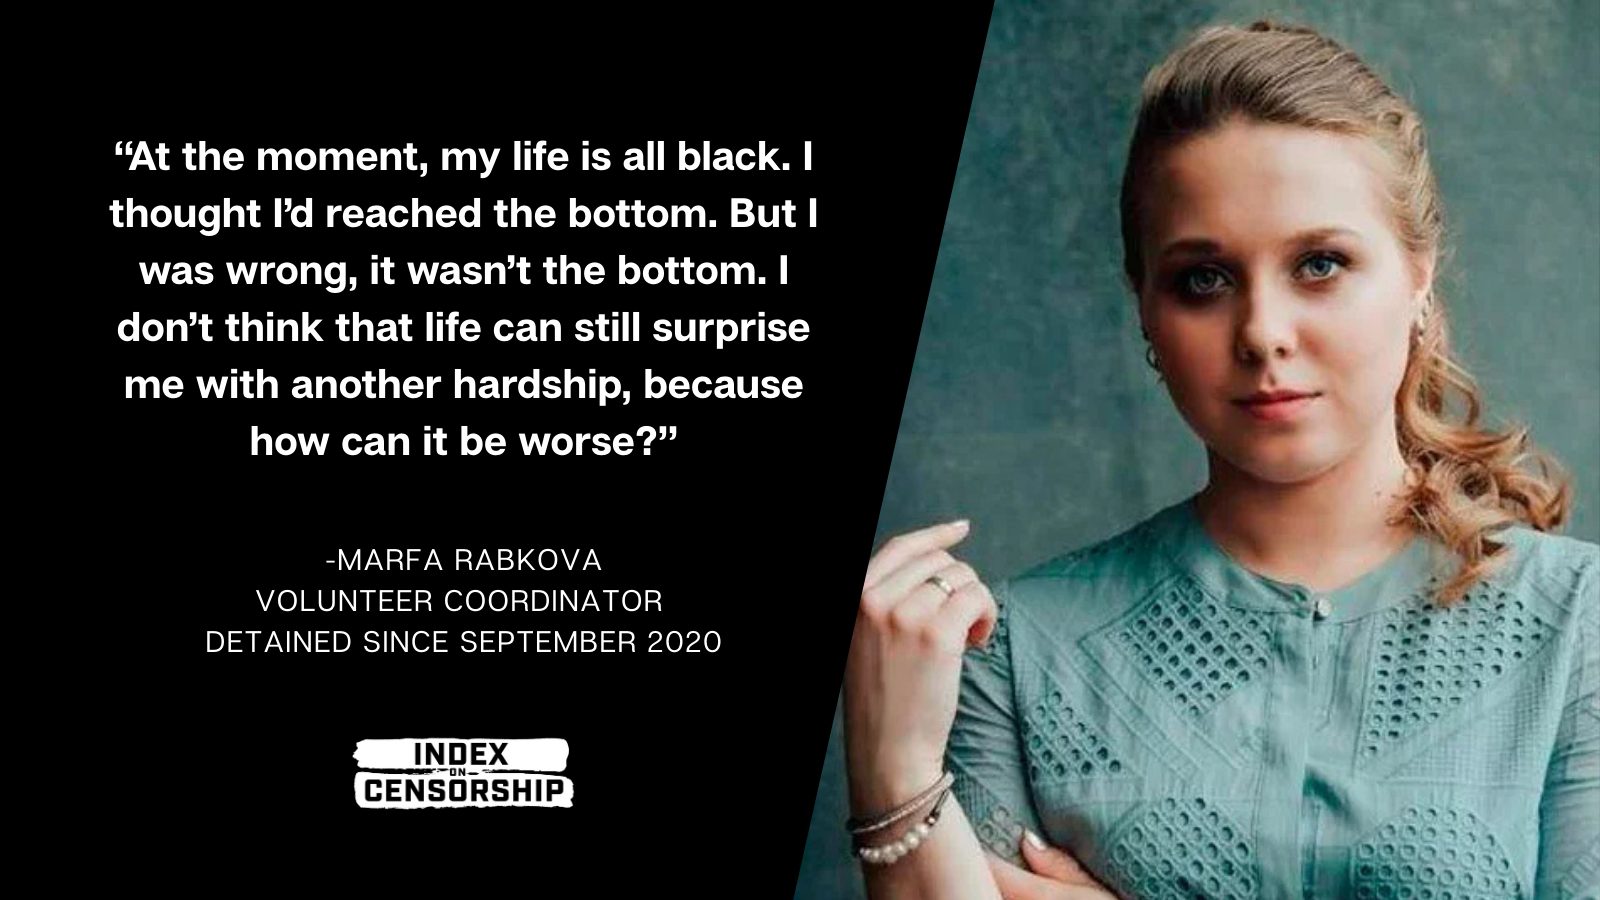 “At the moment, my life is all black. I
thought I’d reached the bottom. But I
was wrong, it wasn’t the bottom. I
don’t think that life can still surprise
me with another hardship, because
how can it be worse?”
-MARFA RABKOVA
VOLUNTEER COORDINATOR
DETAINED SINCE SEPTEMBER 2020
INDEX
ON
CENSORSHIP